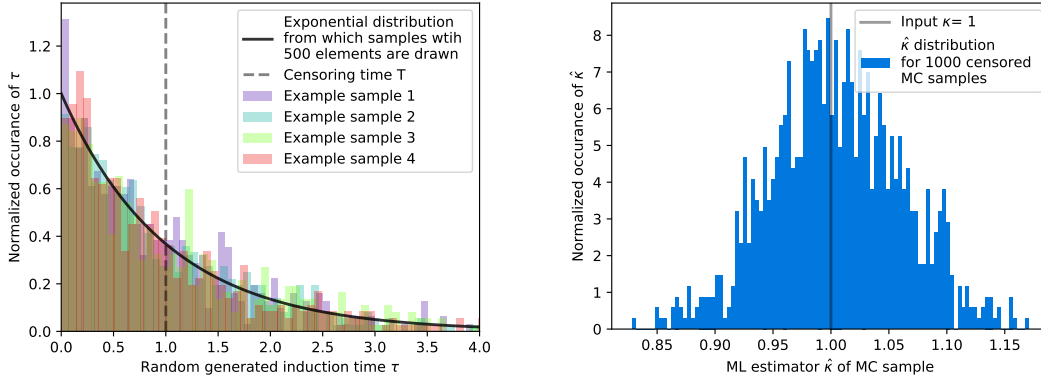 Exponential distribution
from which samples wtih
500 elements are drawn
Censoring time T
Example sample 1
Example sample 2
Example sample 3
Example sample 4
Normalized occurance of τ
1.2
1.0
0.8
0.6
0.4
0.2
0.0
0.0 0.5 1.0 1.5 2.0 2.5 3.0 3.5 4.0
Random generated induction time τ
Input κ= 1
κ̂ distribution
for 1000 censored
MC samples
Normalized occurance of κ̂
8
7
6
5
4
3
2
1
0
0.85 0.90 0.95 1.00 1.05 1.10 1.15
ML estimator κ̂ of MC sample